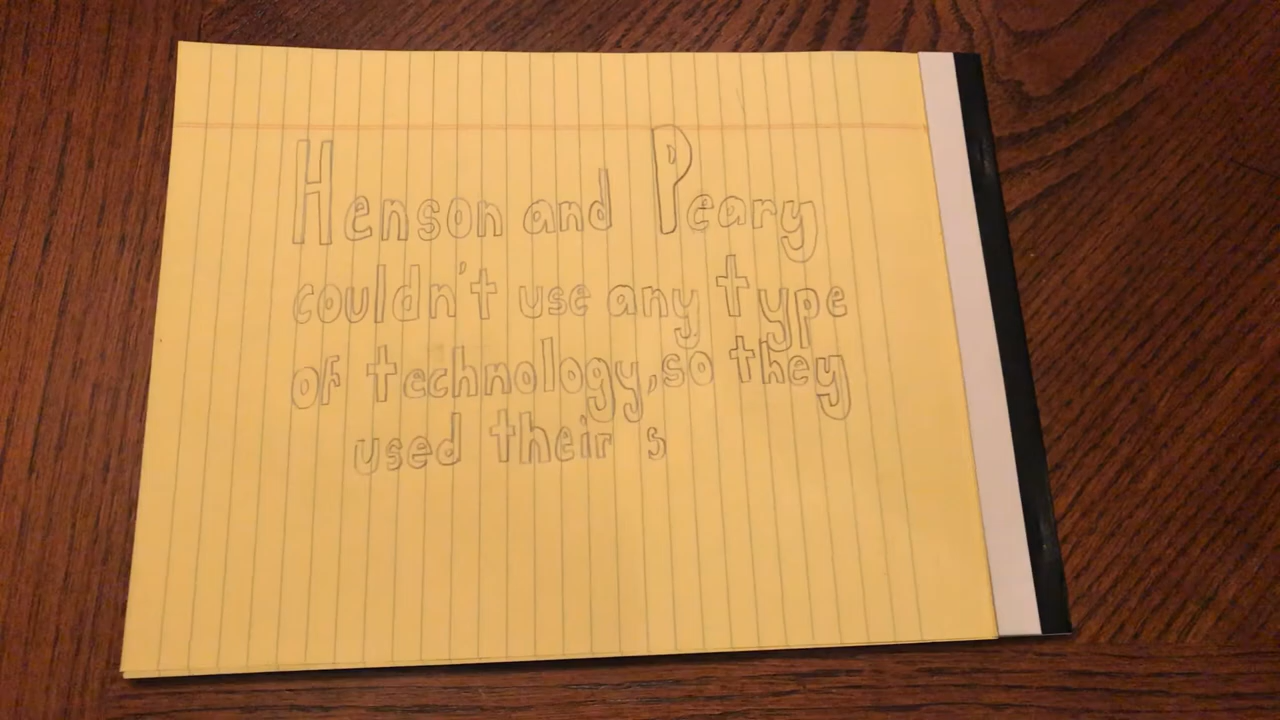 Henson and Peary
couldn't use any type
of technology, so they
used their s